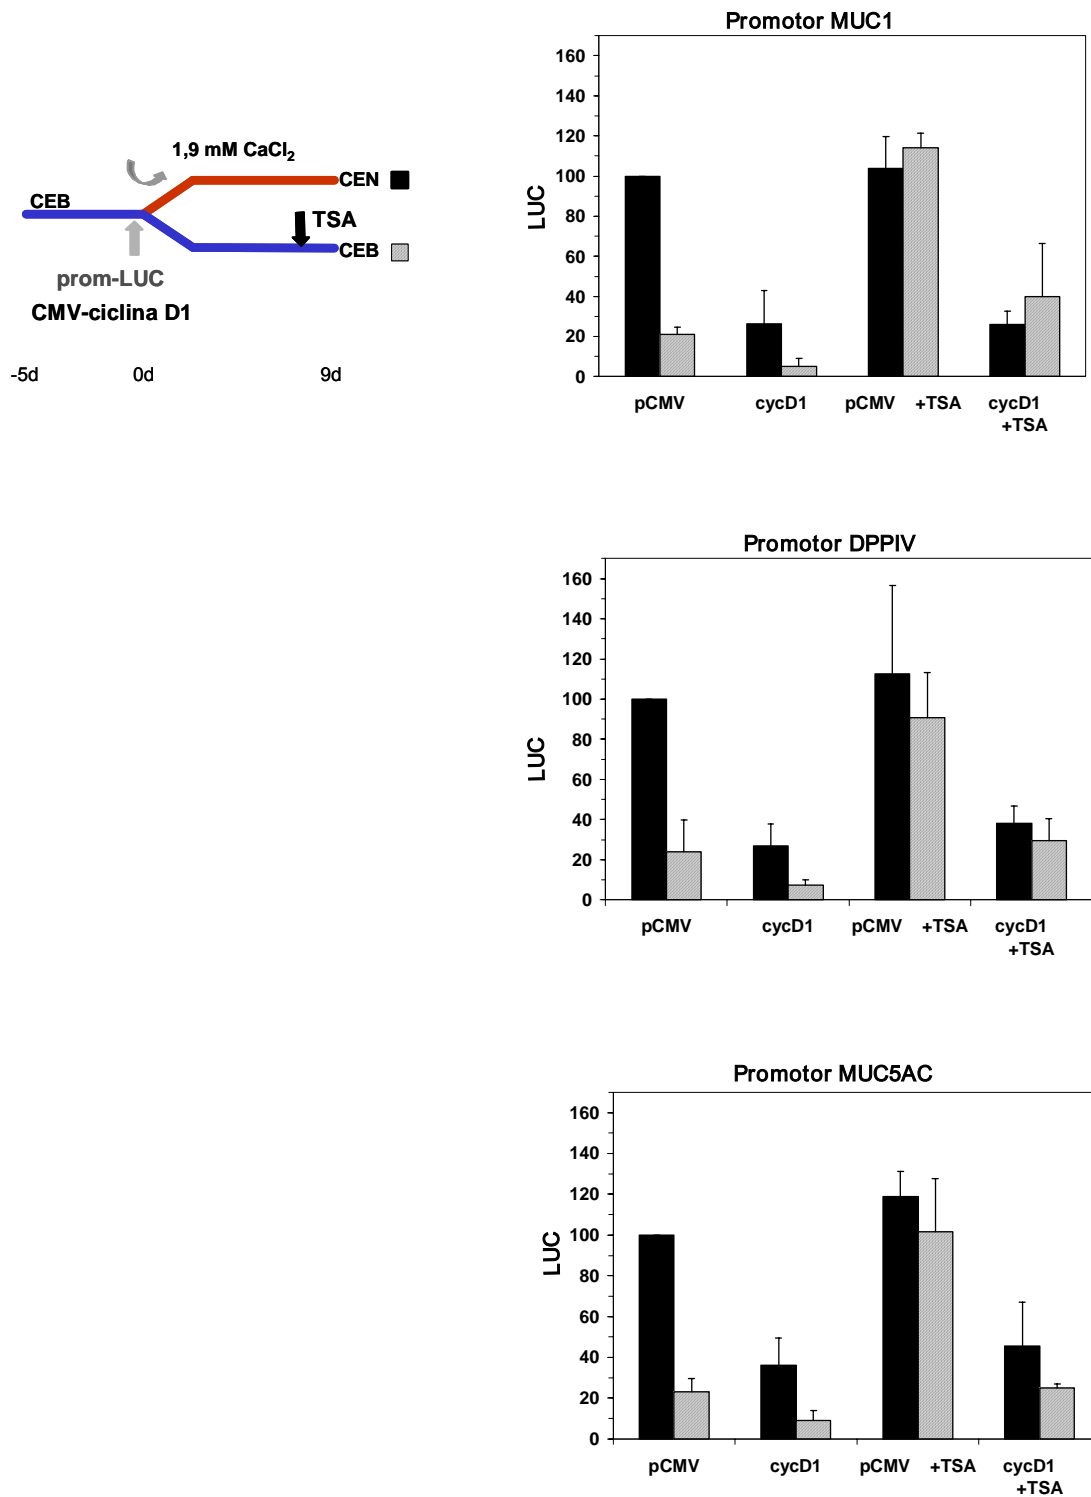 1,9 mM CaCl2
CEB
CEN
TSA
CEB
prom-LUC
CMV-ciclina D1
-5d 0d 9d
Promotor MUC1
LUC
160
140
120
100
80
60
40
20
0
pCMV cycD1 pCMV +TSA cycD1
+TSA
Promotor DPPIV
LUC
160
140
120
100
80
60
40
20
0
pCMV cycD1 pCMV +TSA cycD1
+TSA
Promotor MUC5AC
LUC
160
140
120
100
80
60
40
20
0
pCMV cycD1 pCMV +TSA cycD1
+TSA